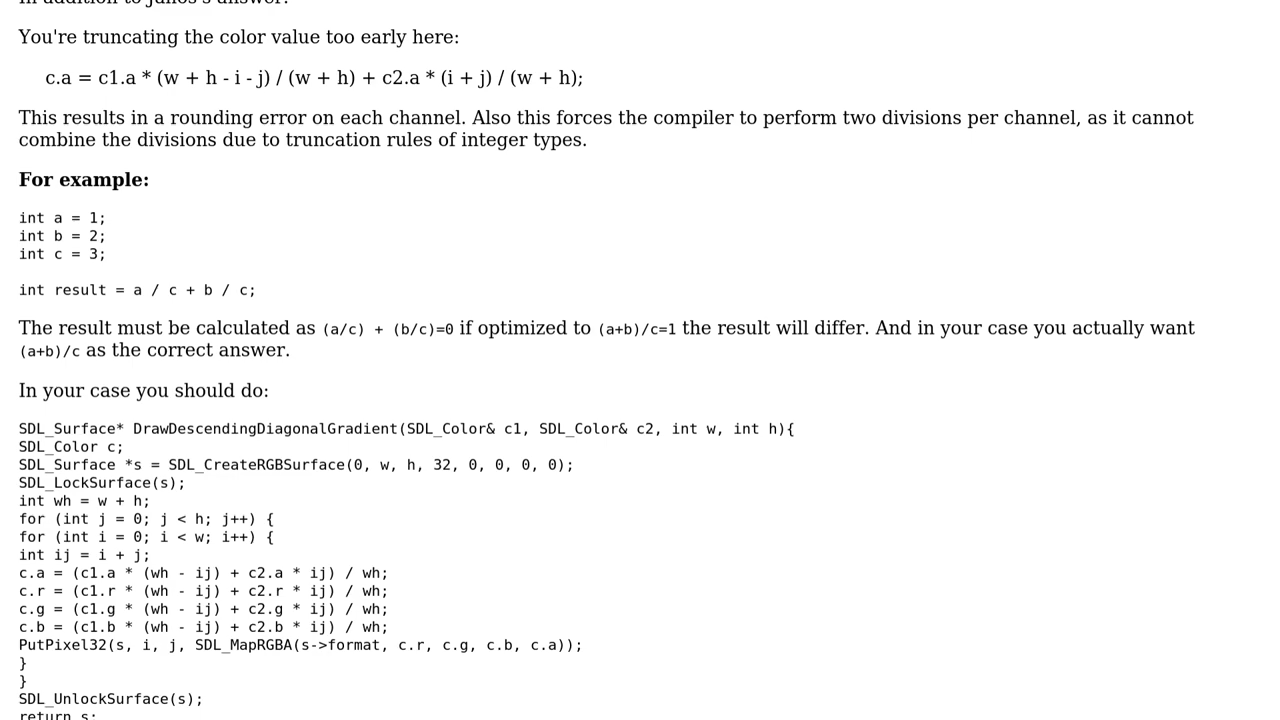 In addition to janos's answer:
You're truncating the color value too early here:
c.a = c1.a * (w + h - i - j) / (w + h) + c2.a * (i + j) / (w + h);
This results in a rounding error on each channel. Also this forces the compiler to perform two divisions per channel, as it cannot
combine the divisions due to truncation rules of integer types.
For example:
int a = 1;
int b = 2;
int c = 3;
int result = a / c + b / c;
The result must be calculated as (a/c) + (b/c)=0 if optimized to (a+b)/c=1 the result will differ. And in your case you actually want
(a+b)/c as the correct answer.
In your case you should do:
SDL_Surface* DrawDescendingDiagonalGradient(SDL_Color& c1, SDL_Color& c2, int w, int h){
SDL_Color c;
SDL_Surface *s = SDL_CreateRGBSurface(0, w, h, 32, 0, 0, 0, 0);
SDL_LockSurface(s);
int wh = w + h;
for (int j = 0; j < h; j++) {
for (int i = 0; i < w; i++) {
int ij = i + j;
c.a = (c1.a * (wh - ij) + c2.a * ij) / wh;
c.r = (c1.r * (wh - ij) + c2.r * ij) / wh;
c.g = (c1.g * (wh - ij) + c2.g * ij) / wh;
c.b = (c1.b * (wh - ij) + c2.b * ij) / wh;
PutPixel32(s, i, j, SDL_MapRGBA(s->format, c.r, c.g, c.b, c.a));
}
}
SDL_UnlockSurface(s);
return s;